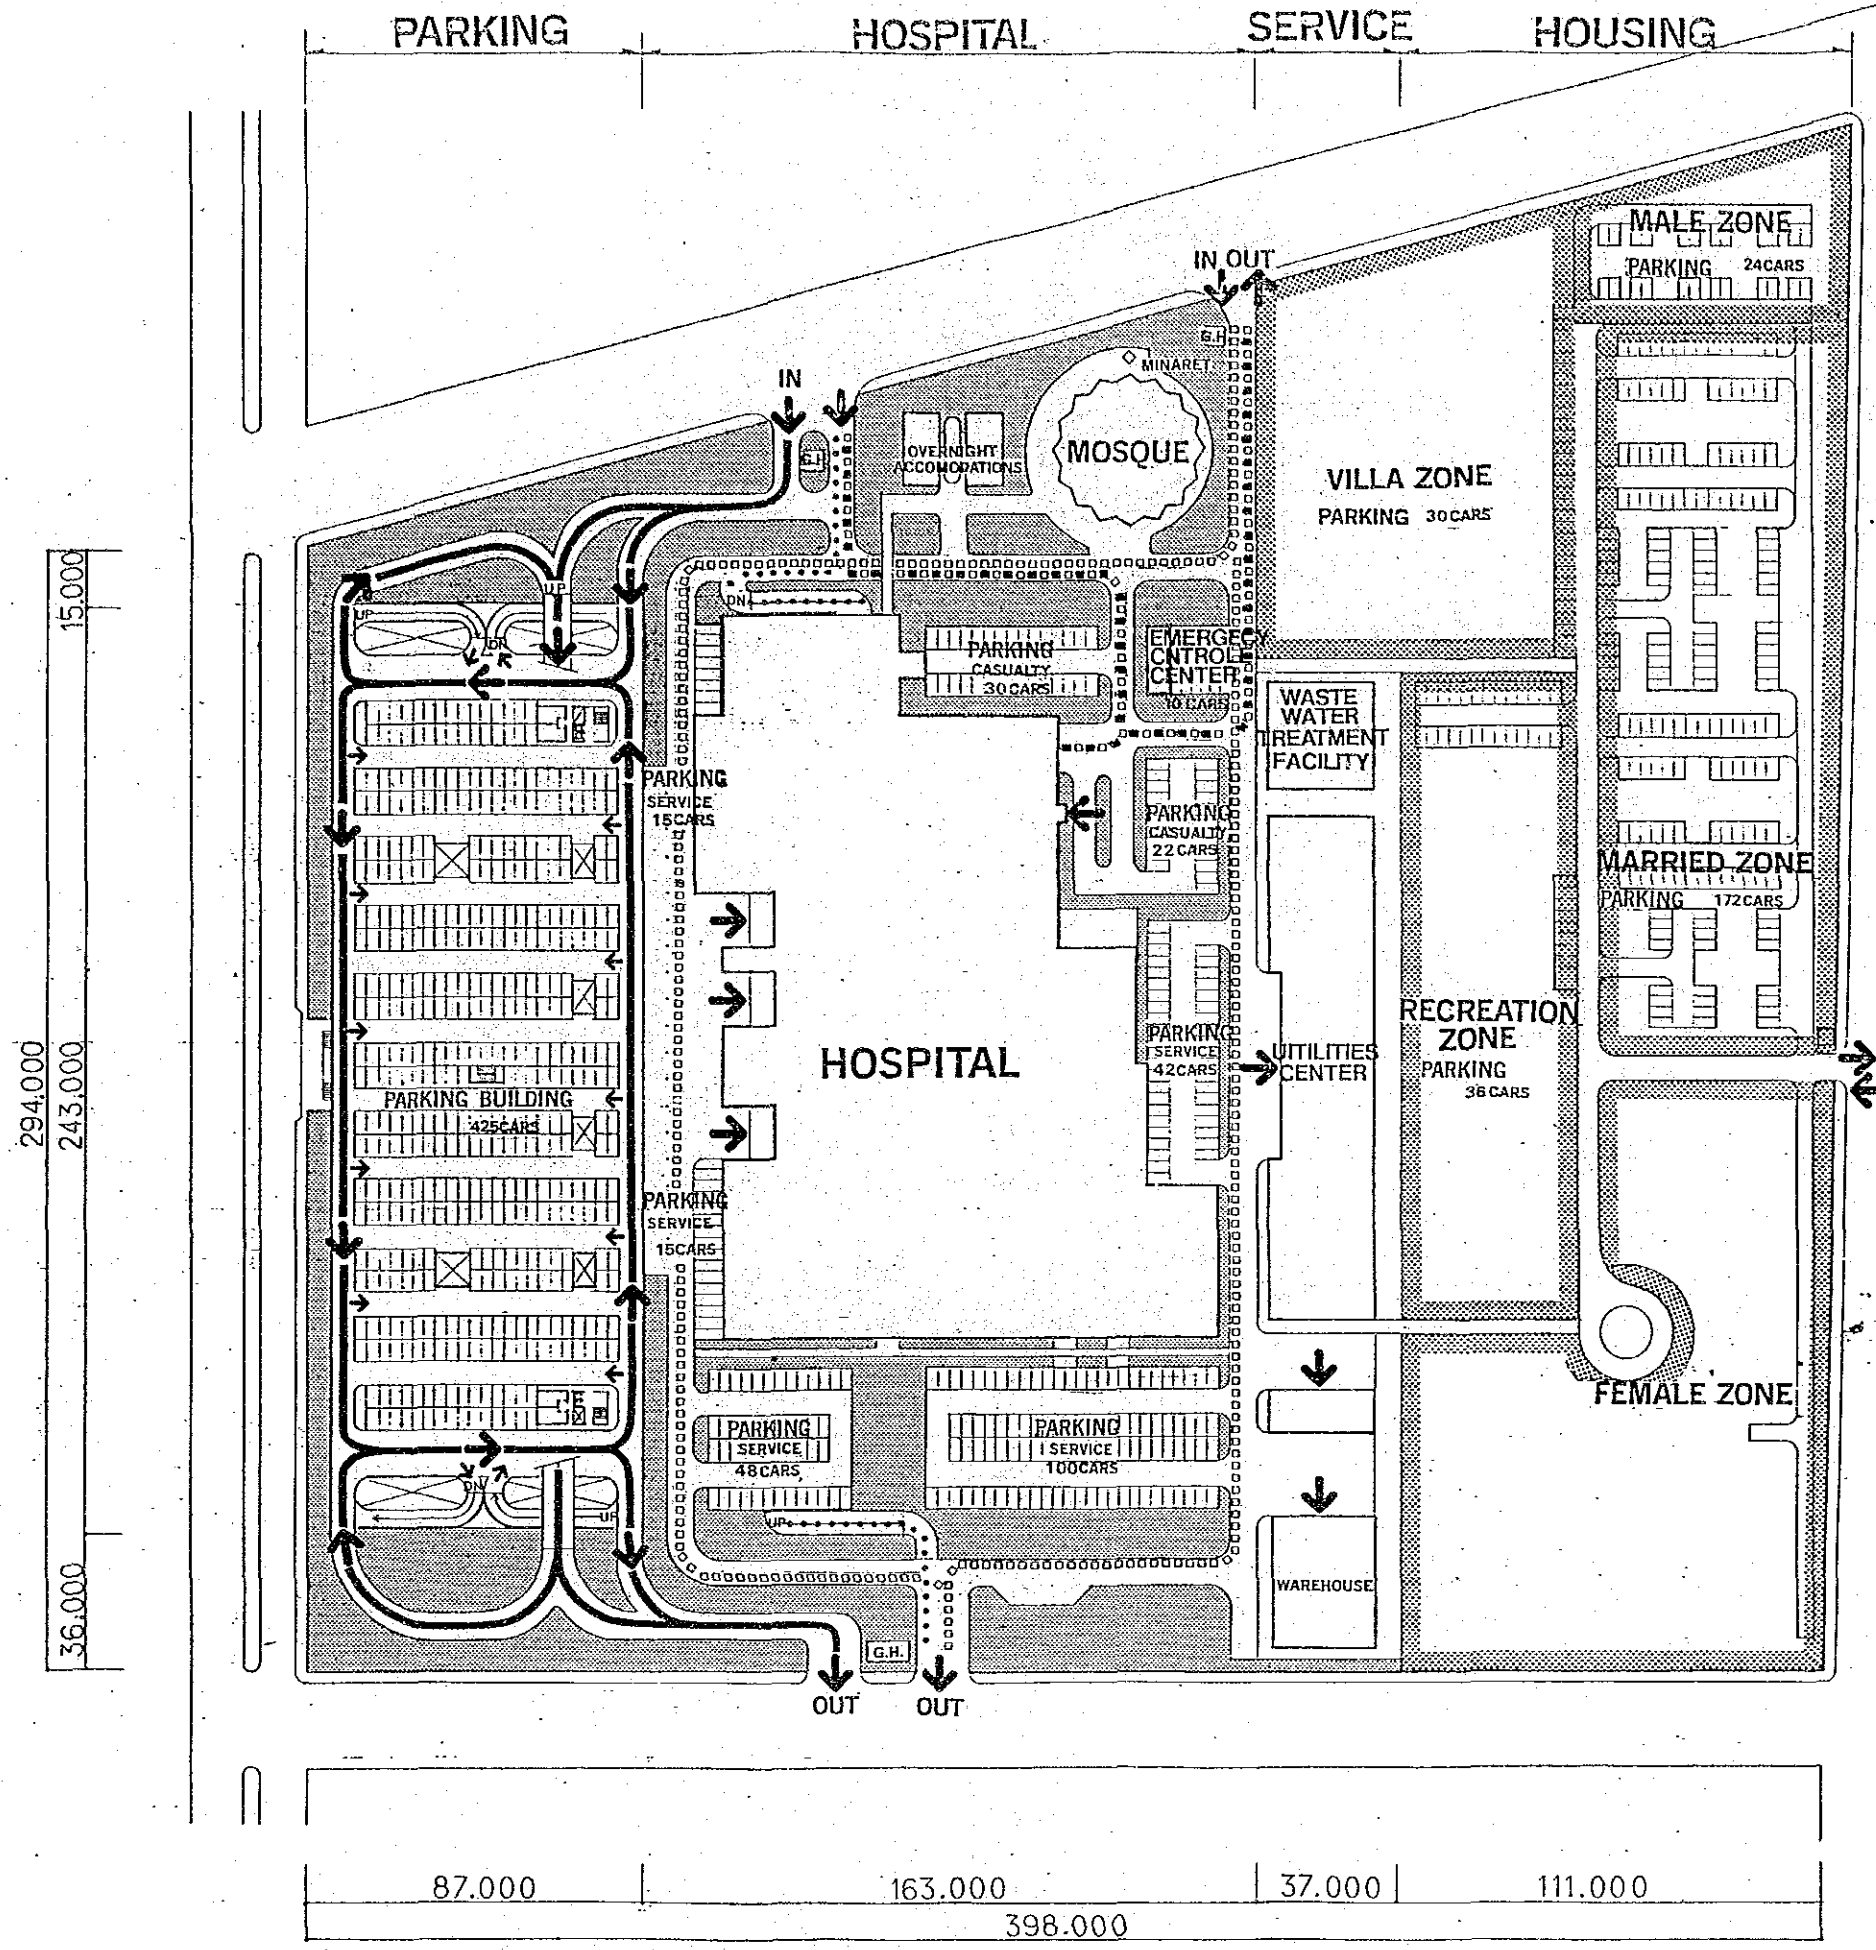 PARKING
HOSPITAL
SERVICE
HOUSING
MALE ZONE
PARKING 24CARS
IN OUT
G.H
MINARET
IN
OVERNIGHT
ACCOMODATIONS
MOSQUE
VILLA ZONE
PARKING 30CARS
15.000
UP
UP
DN
DN
PARKING
CASUALTY
30CARS
EMERGECY
CNTROL
CENTER
10 CARS
WASTE
WATER
TREATMENT
FACILITY
PARKING
SERVICE
15CARS
PARKING
CASUALTY
22CARS
MARRIED ZONE
PARKING 172CARS
RECREATION
ZONE
PARKING
36CARS
HOSPITAL
PARKING
SERVICE
42CARS
UITILITIES
CENTER
294.000
243.000
PARKING BUILDING
425CARS
PARKING
SERVICE
15CARS
FEMALE ZONE
PARKING
SERVICE
48CARS
PARKING
SERVICE
100CARS
DN
UP
UP
36.000
WAREHOUSE
G.H.
OUT
OUT
87.000
163.000
37.000
111.000
398.000